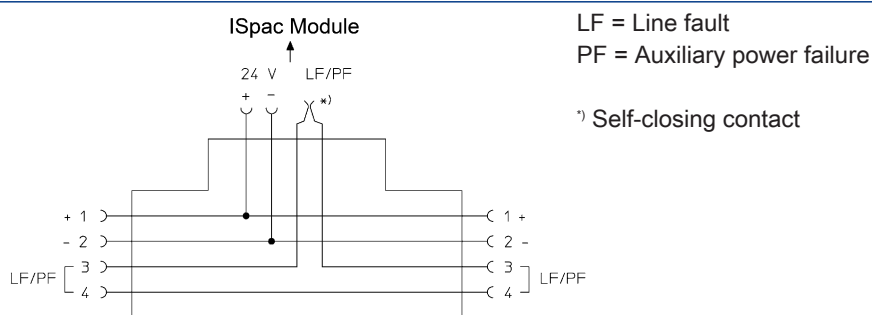 ISpac Module
24 V LF/PF
+ - *)
LF = Line fault
PF = Auxiliary power failure
*) Self-closing contact
+ 1 1 +
- 2 2 -
3 3
LF/PF LF/PF
4 4